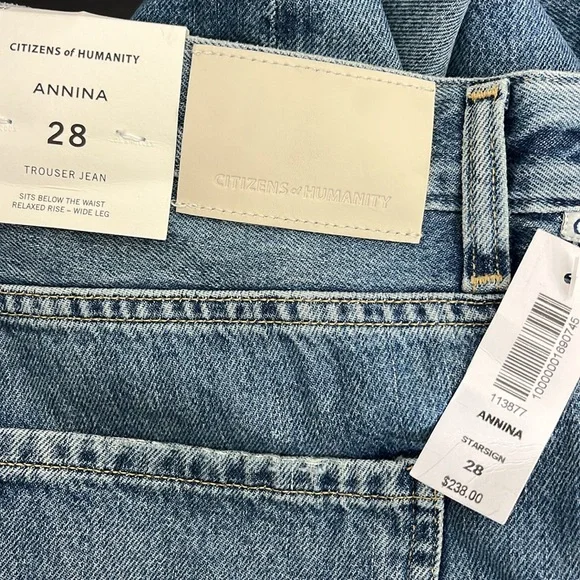 CITIZENS of HUMANITY
ANNINA
28
TROUSER JEAN
SITS BELOW THE WAIST
RELAXED RISE – WIDE LEG
CITIZENS of HUMANITY
1000001690745
113877
ANNINA
STARSIGN
28
$238.00